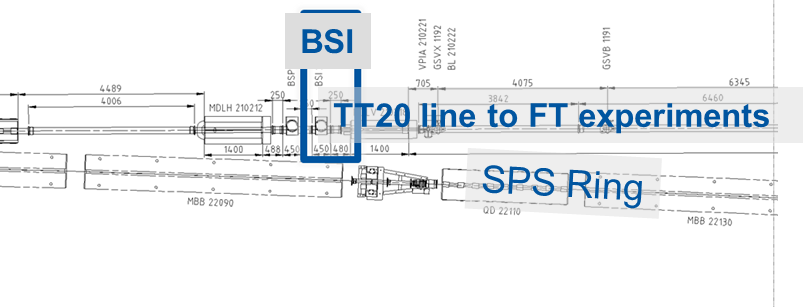 BSI
VPIA 210221
GSVX 1192
BL 210222
GSVB 1191
4489
4006
MDLH 210212
250
BSP
BSI
250
705
4075
6345
3842
6460
TT20 line to FT experiments
1400
488
450
450
480
1400
SPS Ring
MBB 22090
QD 22110
MBB 22130